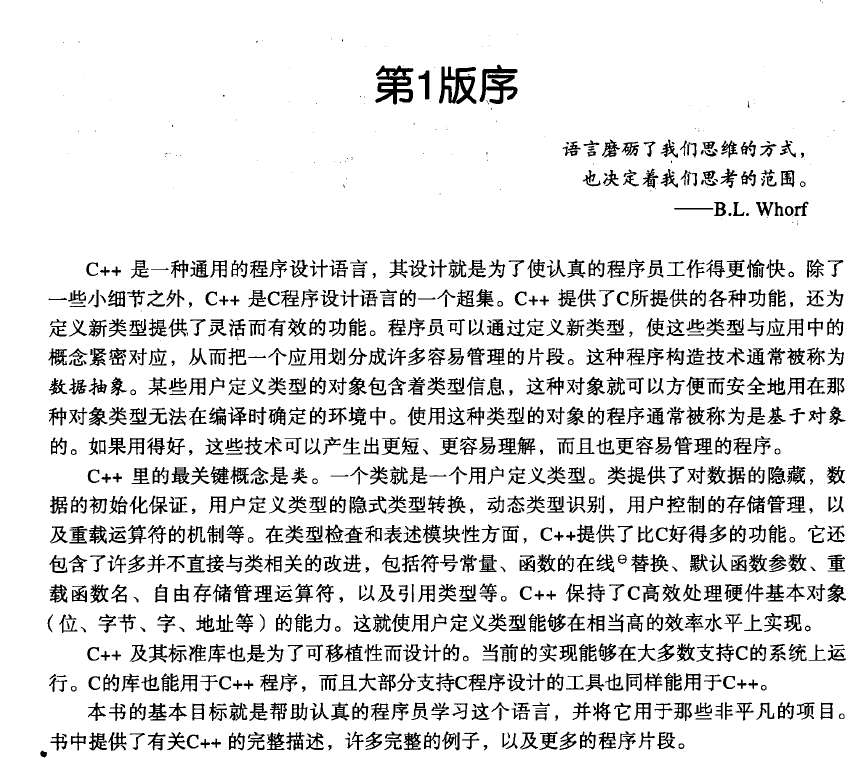 第1版序
语言磨砺了我们思维的方式，
也决定着我们思考的范围。
——B.L. Whorf
C++ 是一种通用的程序设计语言，其设计就是为了使认真的程序员工作得更愉快。除了
一些小细节之外，C++ 是C程序设计语言的一个超集。C++ 提供了C所提供的各种功能，还为
定义新类型提供了灵活而有效的功能。程序员可以通过定义新类型，使这些类型与应用中的
概念紧密对应，从而把一个应用划分成许多容易管理的片段。这种程序构造技术通常被称为
数据抽象。某些用户定义类型的对象包含着类型信息，这种对象就可以方便而安全地用在那
种对象类型无法在编译时确定的环境中。使用这种类型的对象的程序通常被称为是基于对象
的。如果用得好，这些技术可以产生出更短、更容易理解，而且也更容易管理的程序。
C++ 里的最关键概念是类。一个类就是一个用户定义类型。类提供了对数据的隐藏，数
据的初始化保证，用户定义类型的隐式类型转换，动态类型识别，用户控制的存储管理，以
及重载运算符的机制等。在类型检查和表述模块性方面，C++提供了比C好得多的功能。它还
包含了许多并不直接与类相关的改进，包括符号常量、函数的在线⊖替换、默认函数参数、重
载函数名、自由存储管理运算符，以及引用类型等。C++ 保持了C高效处理硬件基本对象
（位、字节、字、地址等）的能力。这就使用户定义类型能够在相当高的效率水平上实现。
C++ 及其标准库也是为了可移植性而设计的。当前的实现能够在大多数支持C的系统上运
行。C的库也能用于C++ 程序，而且大部分支持C程序设计的工具也同样能用于C++。
本书的基本目标就是帮助认真的程序员学习这个语言，并将它用于那些非平凡的项目。
书中提供了有关C++ 的完整描述，许多完整的例子，以及更多的程序片段。